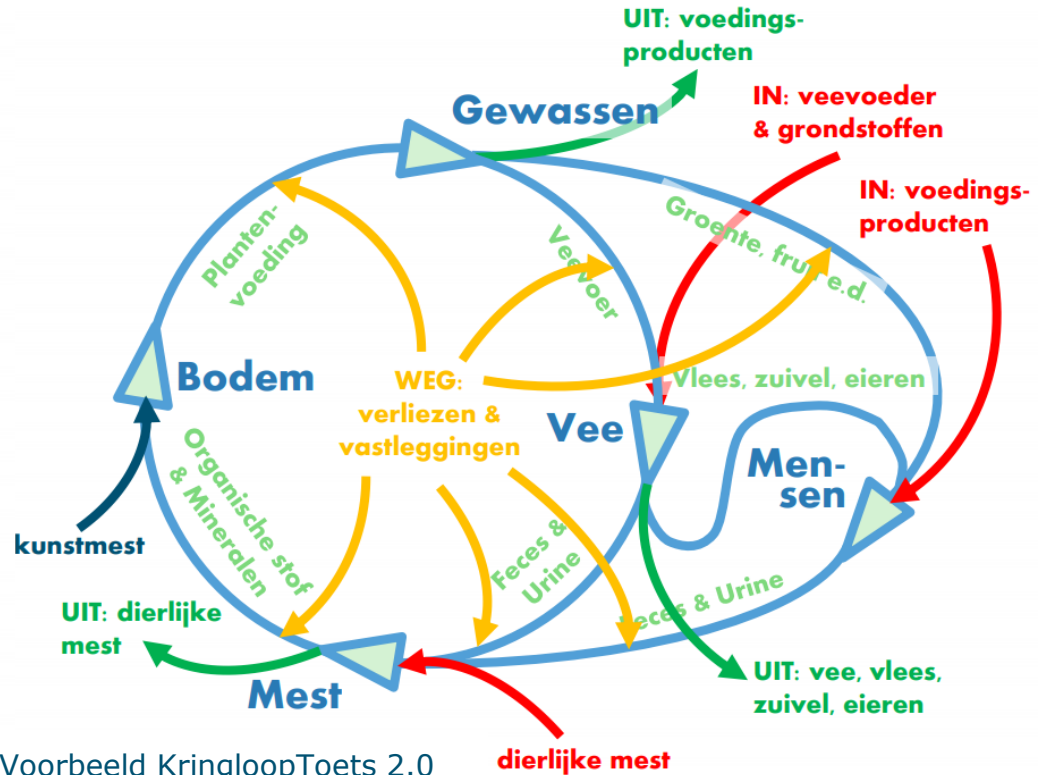 UIT: voedings-
producten
Gewassen
IN: veevoeder
& grondstoffen
IN: voedings-
producten
Planten-
voeding
Veevoer
Groente, fruit e.d.
Bodem
WEG:
verliezen &
vastleggingen
Vlees, zuivel, eieren
Vee
Men-
sen
Organische stof
& Mineralen
kunstmest
Feces &
Urine
Feces & Urine
UIT: dierlijke
mest
Mest
UIT: vee, vlees,
zuivel, eieren
dierlijke mest
Voorbeeld KringloopToets 2.0